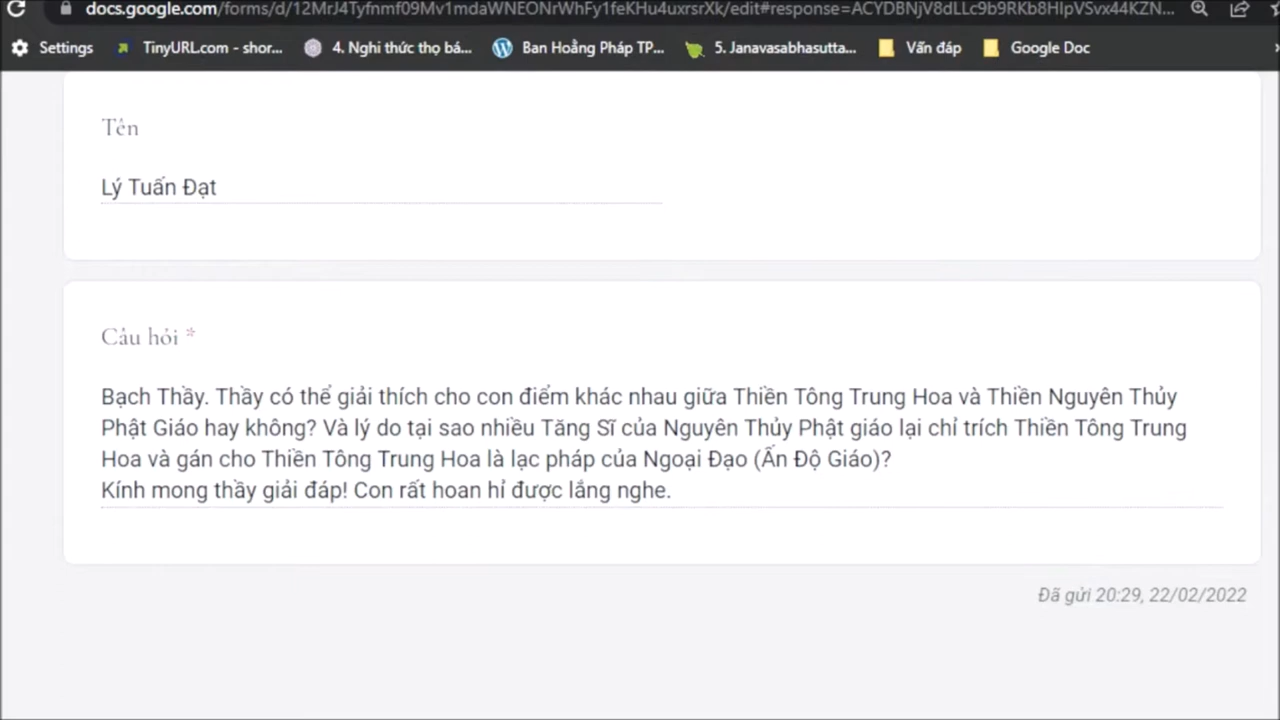 docs.google.com/forms/d/12MrJ4Tyfnmf09Mv1mdaWNEONrWhFy1feKHu4uxrsrXk/edit#response=ACYDBNjV8dLLc9b9RKb8HIpVSvx44KZN...
Settings TinyURL.com - shor... 4. Nghi thức thọ bá... Ban Hoằng Pháp TP... 5. Janavasabhasutta... Vấn đáp Google Doc
Tên
Lý Tuấn Đạt
Câu hỏi *
Bạch Thầy. Thầy có thể giải thích cho con điểm khác nhau giữa Thiền Tông Trung Hoa và Thiền Nguyên Thủy
Phật Giáo hay không? Và lý do tại sao nhiều Tăng Sĩ của Nguyên Thủy Phật giáo lại chỉ trích Thiền Tông Trung
Hoa và gán cho Thiền Tông Trung Hoa là lạc pháp của Ngoại Đạo (Ấn Độ Giáo)?
Kính mong thầy giải đáp! Con rất hoan hỉ được lắng nghe.
Đã gửi 20:29, 22/02/2022